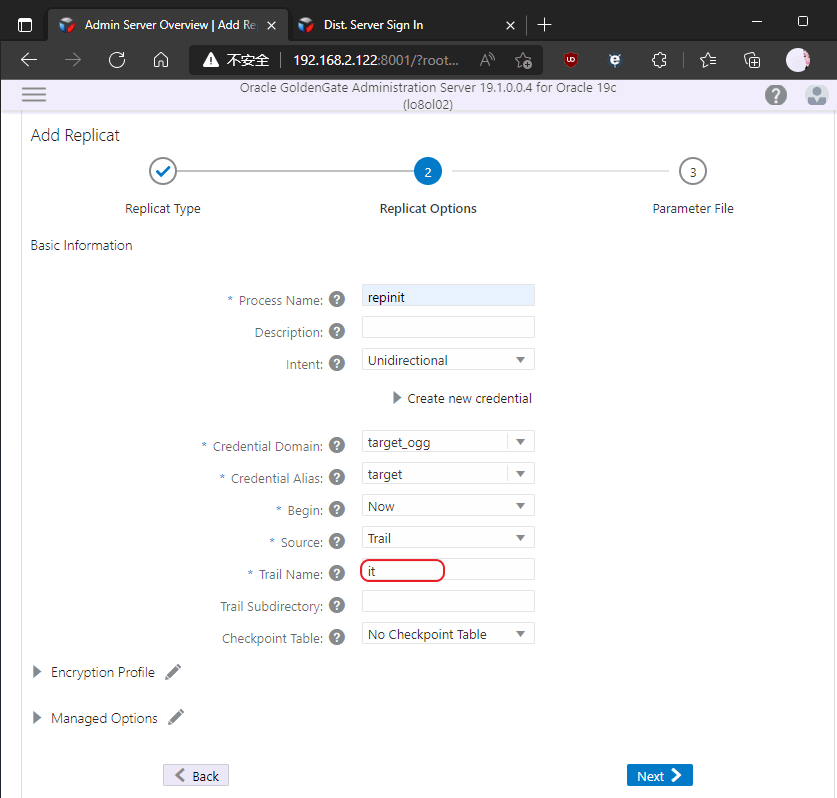 Admin Server Overview | Add Re
Dist. Server Sign In
不安全 192.168.2.122:8001/?root...
Oracle GoldenGate Administration Server 19.1.0.0.4 for Oracle 19c
(lo8ol02)
Add Replicat
2 3
Replicat Type Replicat Options Parameter File
Basic Information
* Process Name: ? repinit
Description: ?
Intent: ? Unidirectional
Create new credential
* Credential Domain: ? target_ogg
* Credential Alias: ? target
* Begin: ? Now
* Source: ? Trail
* Trail Name: ? it
Trail Subdirectory: ?
Checkpoint Table: ? No Checkpoint Table
Encryption Profile
Managed Options
Back Next